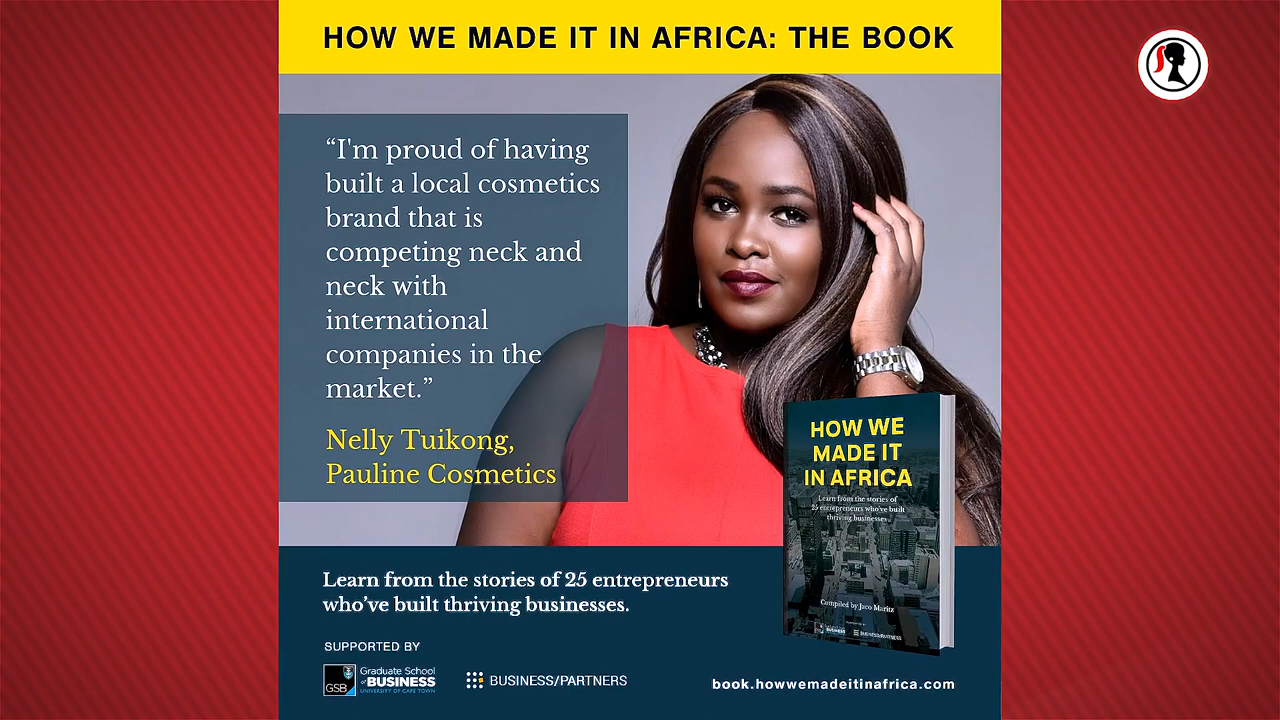 HOW WE MADE IT IN AFRICA: THE BOOK
“I'm proud of having
built a local cosmetics
brand that is
competing neck and
neck with
international
companies in the
market.”
Nelly Tuikong,
Pauline Cosmetics
HOW WE
MADE IT
IN AFRICA
Learn from the stories of
25 entrepreneurs who've built
thriving businesses
Compiled by Jaco Maritz
BUSINESS/PARTNERS
Learn from the stories of 25 entrepreneurs
who’ve built thriving businesses.
SUPPORTED BY
GSB
Graduate School
of BUSINESS
UNIVERSITY OF CAPE TOWN
BUSINESS/PARTNERS
book.howwemadeitinafrica.com